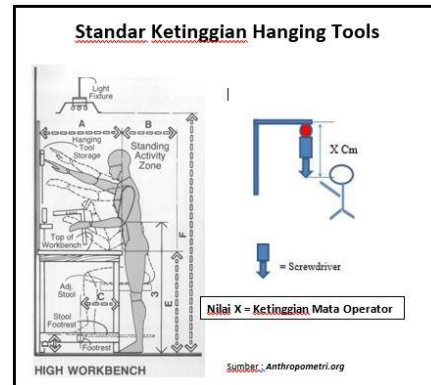 Standar Ketinggian Hanging Tools
Light
Fixture
A
B
Hanging
Tool
Storage
Standing
Activity
Zone
X Cm
F
Top of
Workbench
3
Adj.
Stool
C
E
= Screwdriver
Stool
Footrest
Nilai X = Ketinggian Mata Operator
Footrest
HIGH WORKBENCH
Sumber : Anthropometri.org